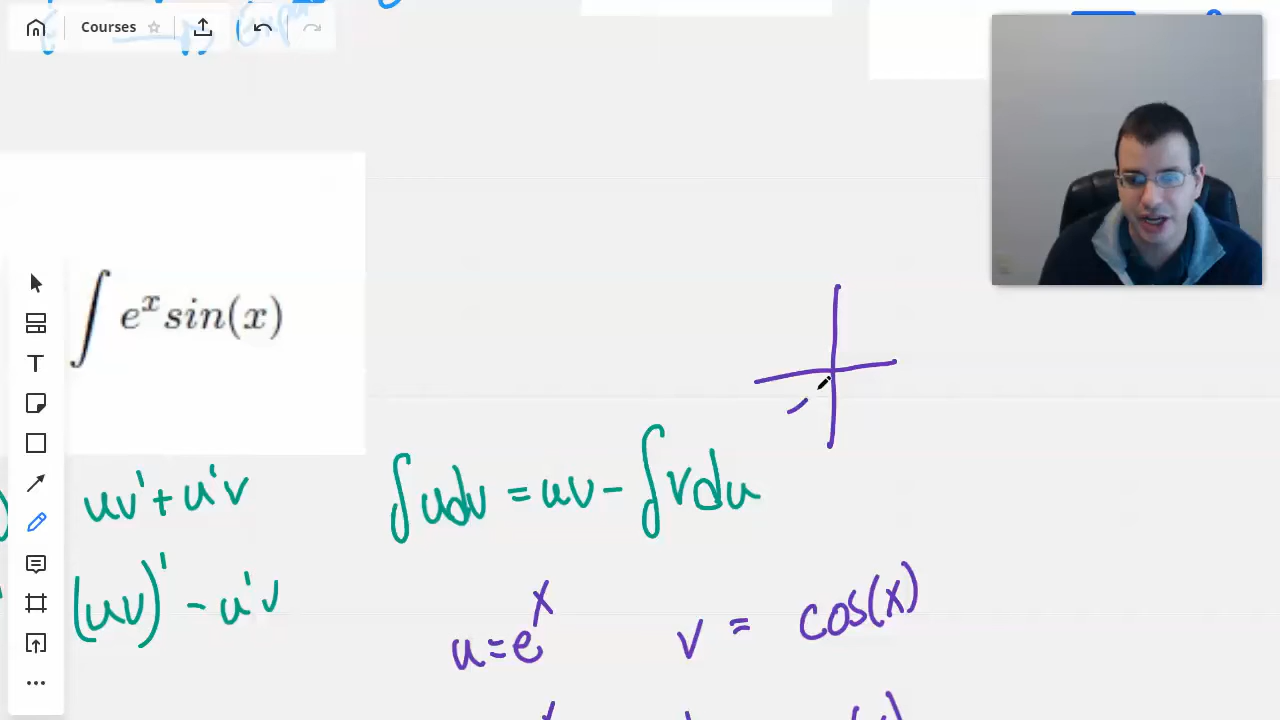 Courses
∫ e^x sin(x)
uv' + u'v
∫udv = uv - ∫vdu
(uv)' - u'v
u = e^x
v = cos(x)